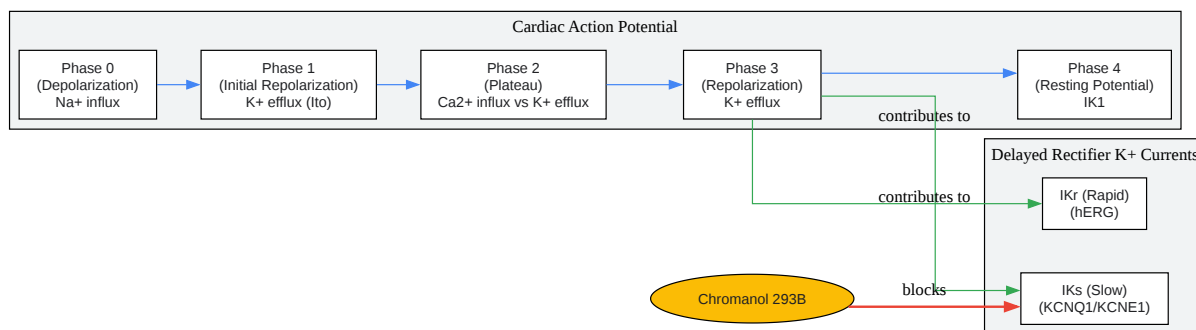 Cardiac Action Potential
Phase 0
(Depolarization)
Na+ influx
Phase 1
(Initial Repolarization)
K+ efflux (Ito)
Phase 2
(Plateau)
Ca2+ influx vs K+ efflux
Phase 3
(Repolarization)
K+ efflux
Phase 4
(Resting Potential)
IK1
contributes to
Delayed Rectifier K+ Currents
contributes to
IKr (Rapid)
(hERG)
Chromanol 293B
blocks
IKs (Slow)
(KCNQ1/KCNE1)